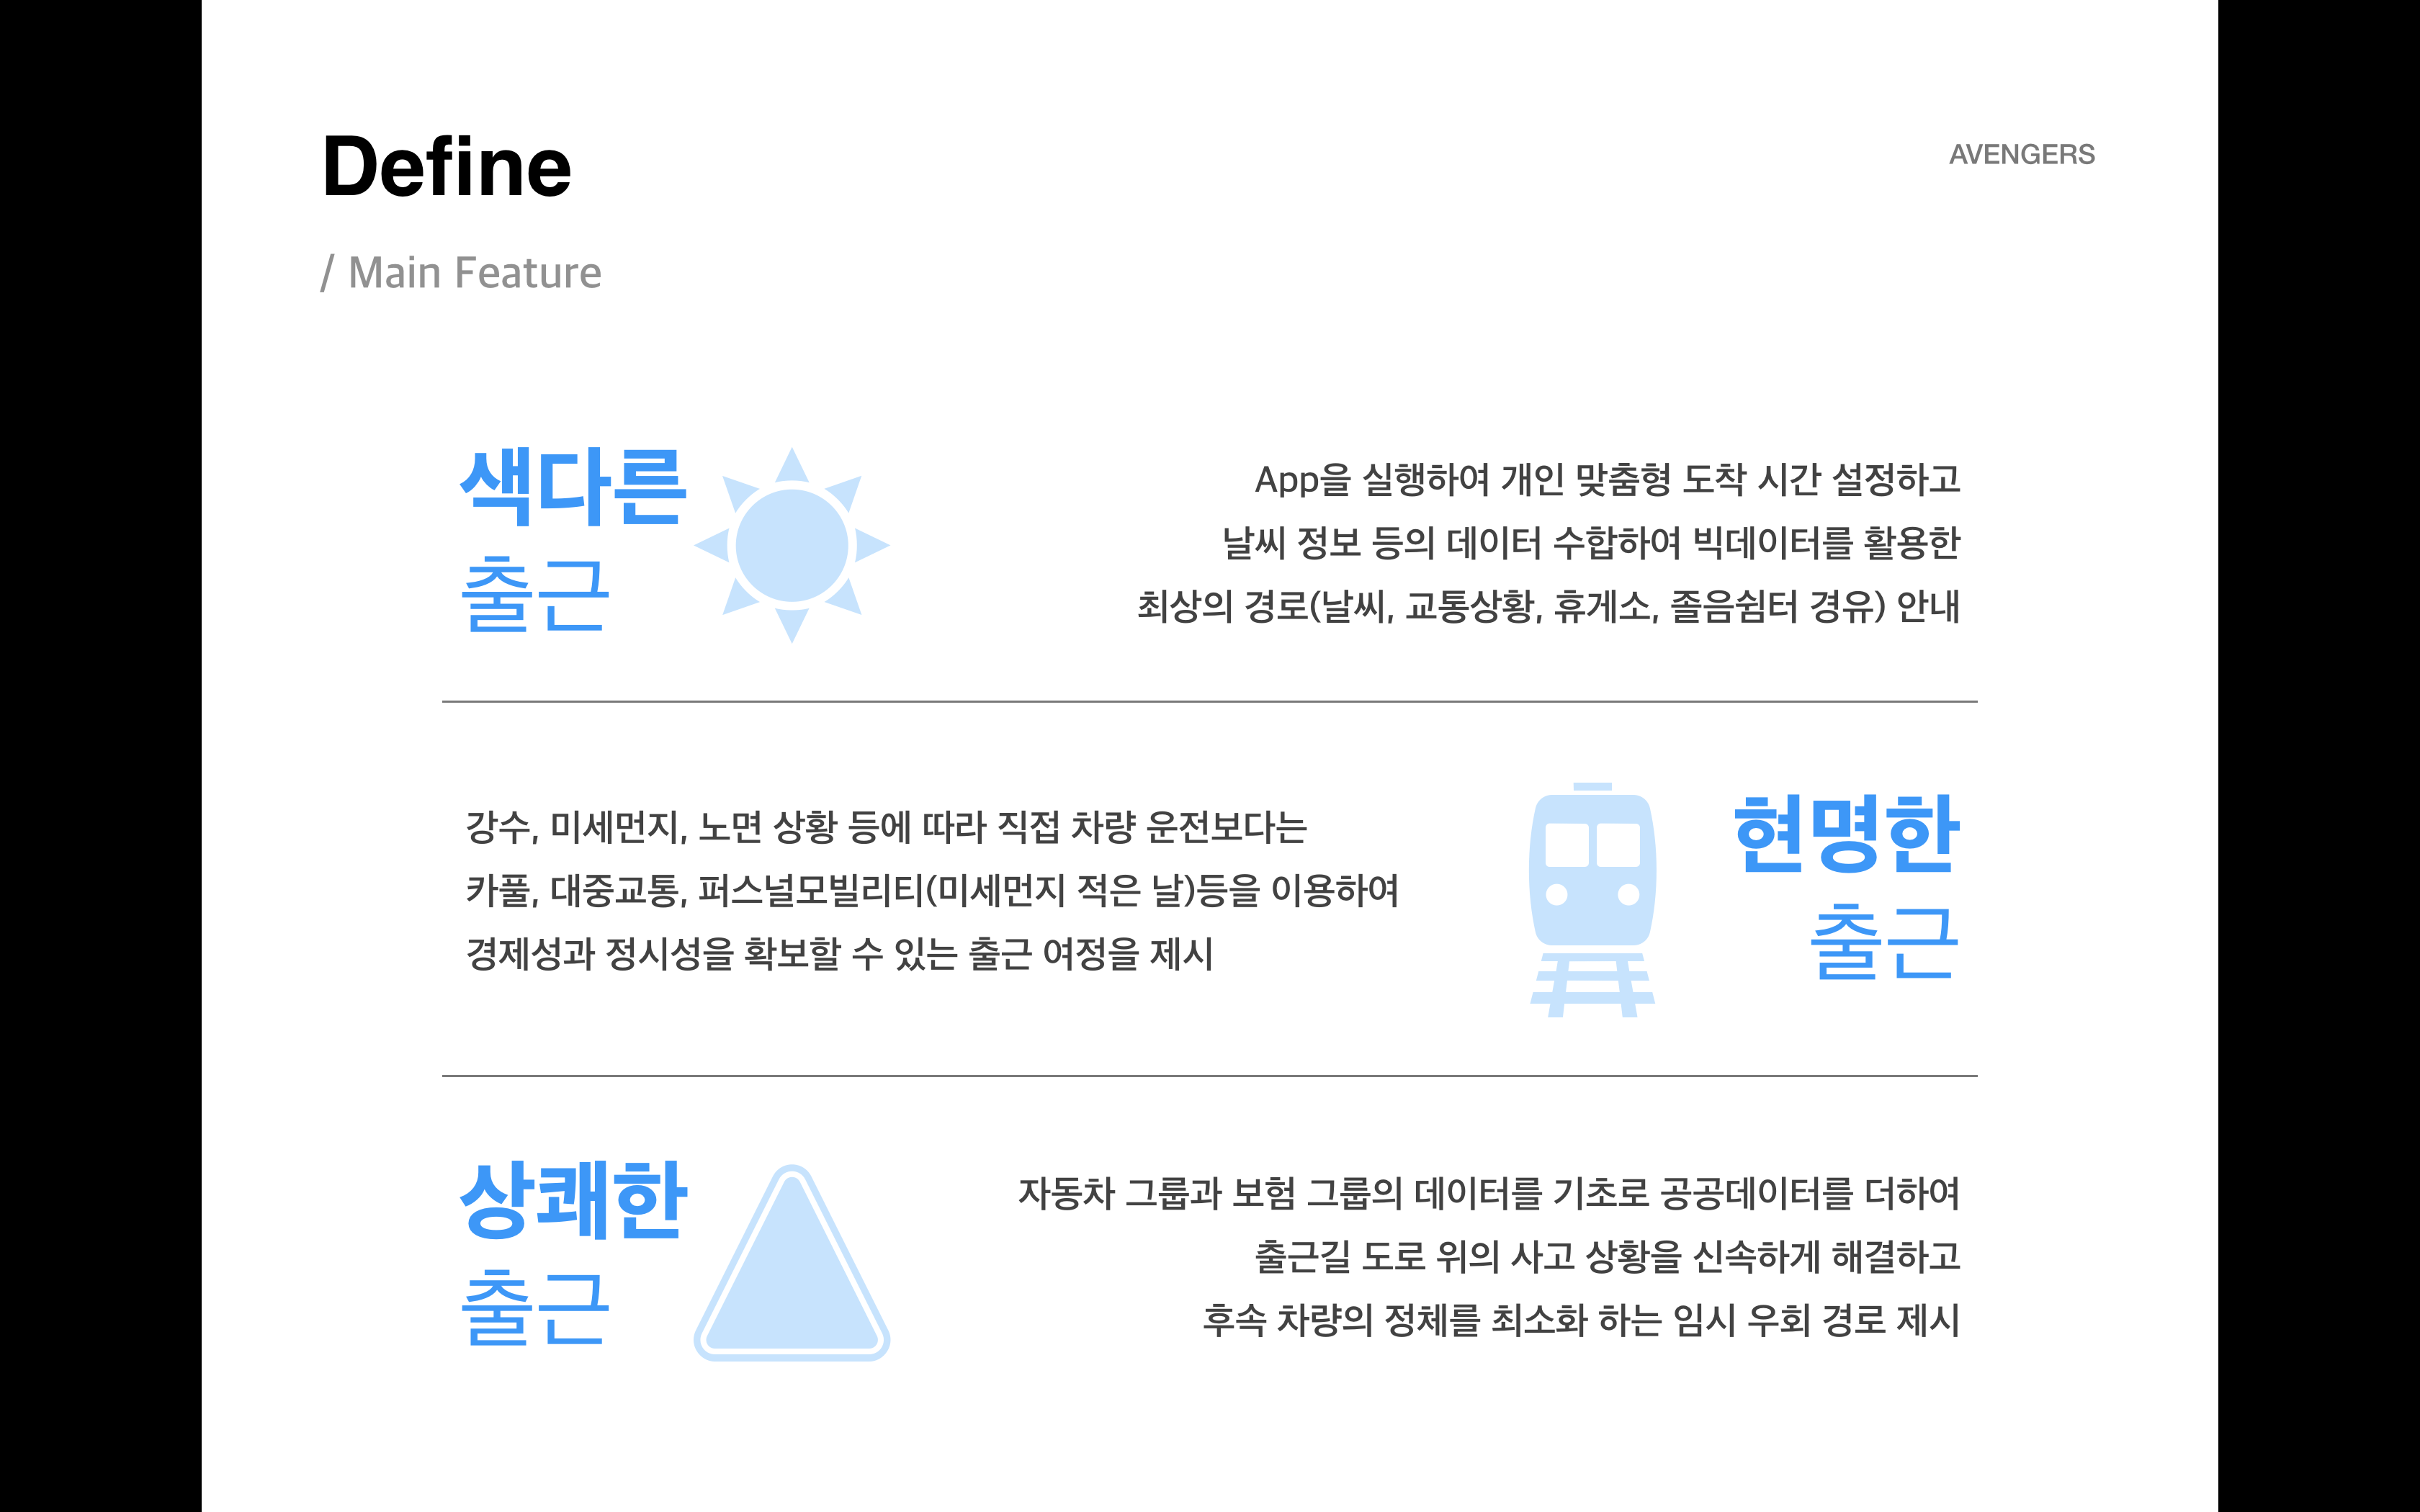 Define
AVENGERS
/ Main Feature
색다른
출근
App을 실행하여 개인 맞춤형 도착 시간 설정하고
날씨 정보 등의 데이터 수합하여 빅데이터를 활용한
최상의 경로(날씨, 교통상황, 휴게소, 졸음쉼터 경유) 안내
강수, 미세먼지, 노면 상황 등에 따라 직접 차량 운전보다는
카풀, 대중교통, 퍼스널모빌리티(미세먼지 적은 날)등을 이용하여
경제성과 정시성을 확보할 수 있는 출근 여정을 제시
현명한
출근
상쾌한
출근
자동차 그룹과 보험 그룹의 데이터를 기초로 공공데이터를 더하여
출근길 도로 위의 사고 상황을 신속하게 해결하고
후속 차량의 정체를 최소화 하는 임시 우회 경로 제시